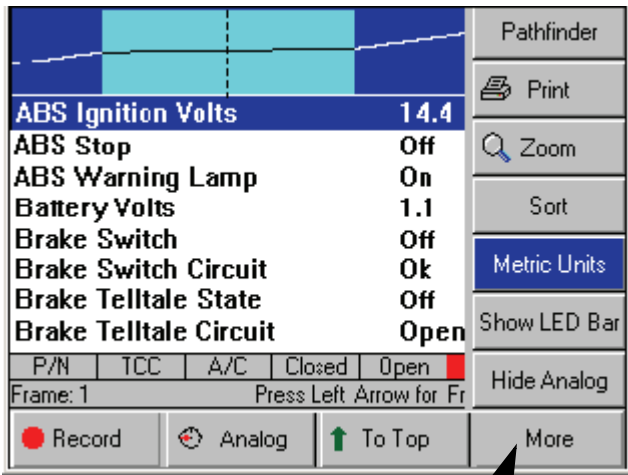 Pathfinder
Print
ABS Ignition Volts 14.4
ABS Stop Off
Zoom
ABS Warning Lamp On
Battery Volts 1.1
Sort
Brake Switch Off
Brake Switch Circuit Ok
Metric Units
Brake Telltale State Off
Brake Telltale Circuit Open
Show LED Bar
P/N TCC A/C Closed Open
Hide Analog
Frame: 1 Press Left Arrow for Fr
Record Analog To Top More